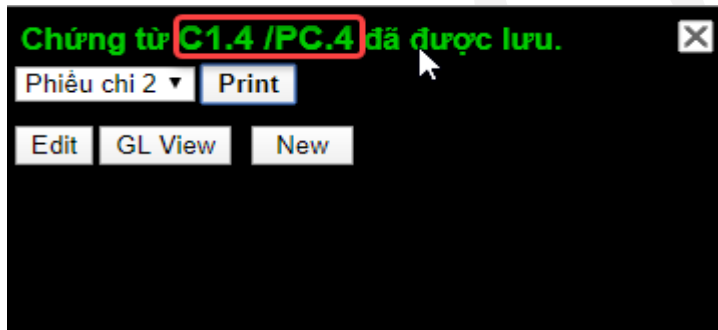 Chứng từ C1.4 /PC.4 đã được lưu.
Phiếu chi 2 Print
Edit GL View New